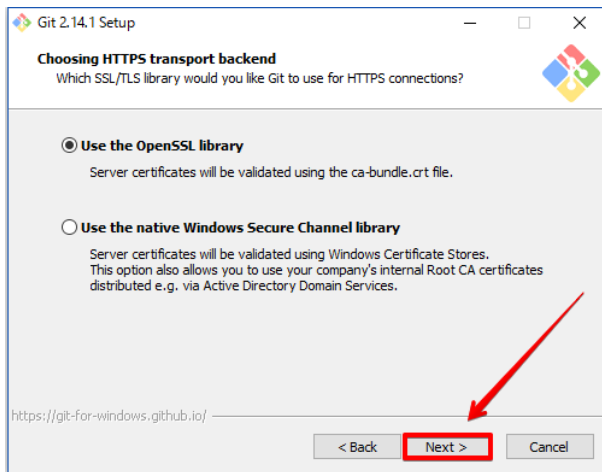 Git 2.14.1 Setup
Choosing HTTPS transport backend
Which SSL/TLS library would you like Git to use for HTTPS connections?
Use the OpenSSL library
Server certificates will be validated using the ca-bundle.crt file.
Use the native Windows Secure Channel library
Server certificates will be validated using Windows Certificate Stores.
This option also allows you to use your company's internal Root CA certificates
distributed e.g. via Active Directory Domain Services.
https://git-for-windows.github.io/
< Back Next > Cancel